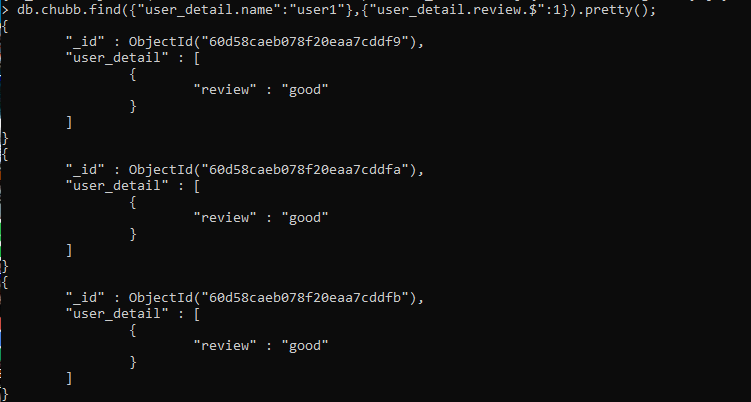 > db.chubb.find({"user_detail.name":"user1"},{"user_detail.review.$":1}).pretty();
{
        "_id" : ObjectId("60d58caeb078f20eaa7cddf9"),
        "user_detail" : [
                {
                        "review" : "good"
                }
        ]
}
{
        "_id" : ObjectId("60d58caeb078f20eaa7cddfa"),
        "user_detail" : [
                {
                        "review" : "good"
                }
        ]
}
{
        "_id" : ObjectId("60d58caeb078f20eaa7cddfb"),
        "user_detail" : [
                {
                        "review" : "good"
                }
        ]
}